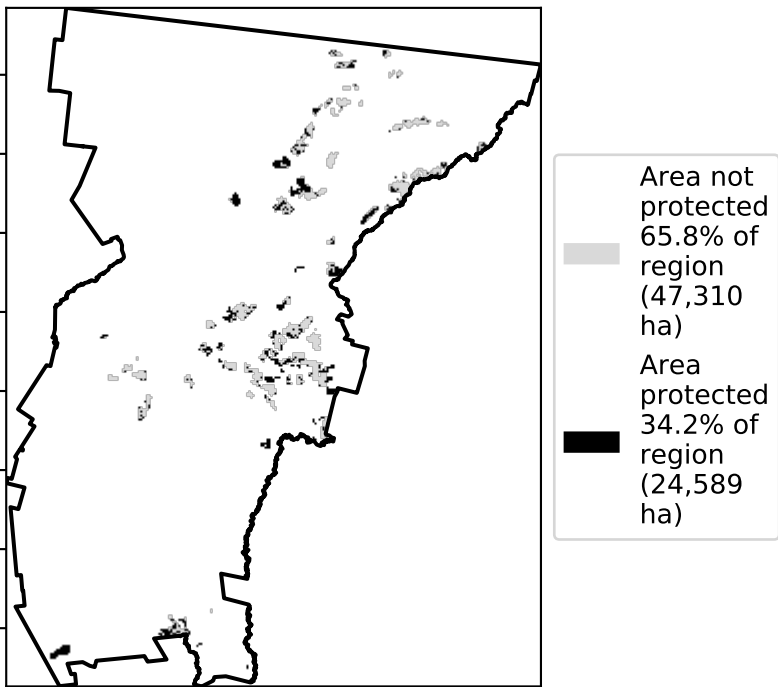 Area not
protected
65.8% of
region
(47,310
ha)
Area
protected
34.2% of
region
(24,589
ha)